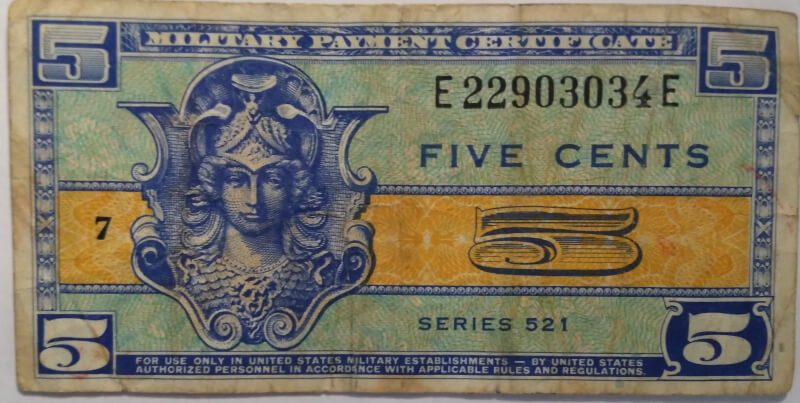 5 MILITARY PAYMENT CERTIFICATE 5
E22903034E
FIVE CENTS
7
5
SERIES 521
5 5
FOR USE ONLY IN UNITED STATES MILITARY ESTABLISHMENTS — BY UNITED STATES
AUTHORIZED PERSONNEL IN ACCORDANCE WITH APPLICABLE RULES AND REGULATIONS.